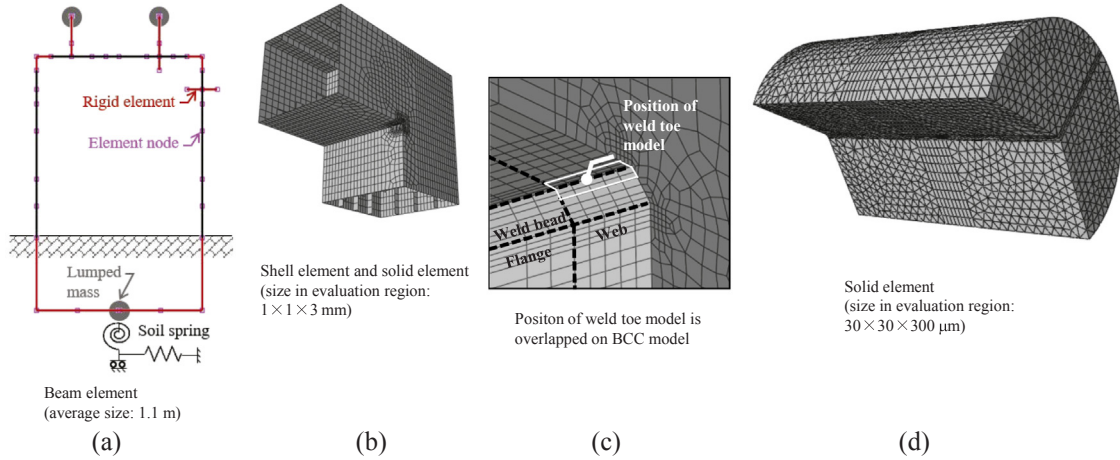 Rigid element
Element node
Lumped
mass
Soil spring
Beam element
(average size: 1.1 m)
(a)
Shell element and solid element
(size in evaluation region:
1×1×3 mm)
(b)
Position of
weld toe
model
Weld bead
Web
Flange
Positon of weld toe model is
overlapped on BCC model
(c)
Solid element
(size in evaluation region:
30×30×300 μm)
(d)